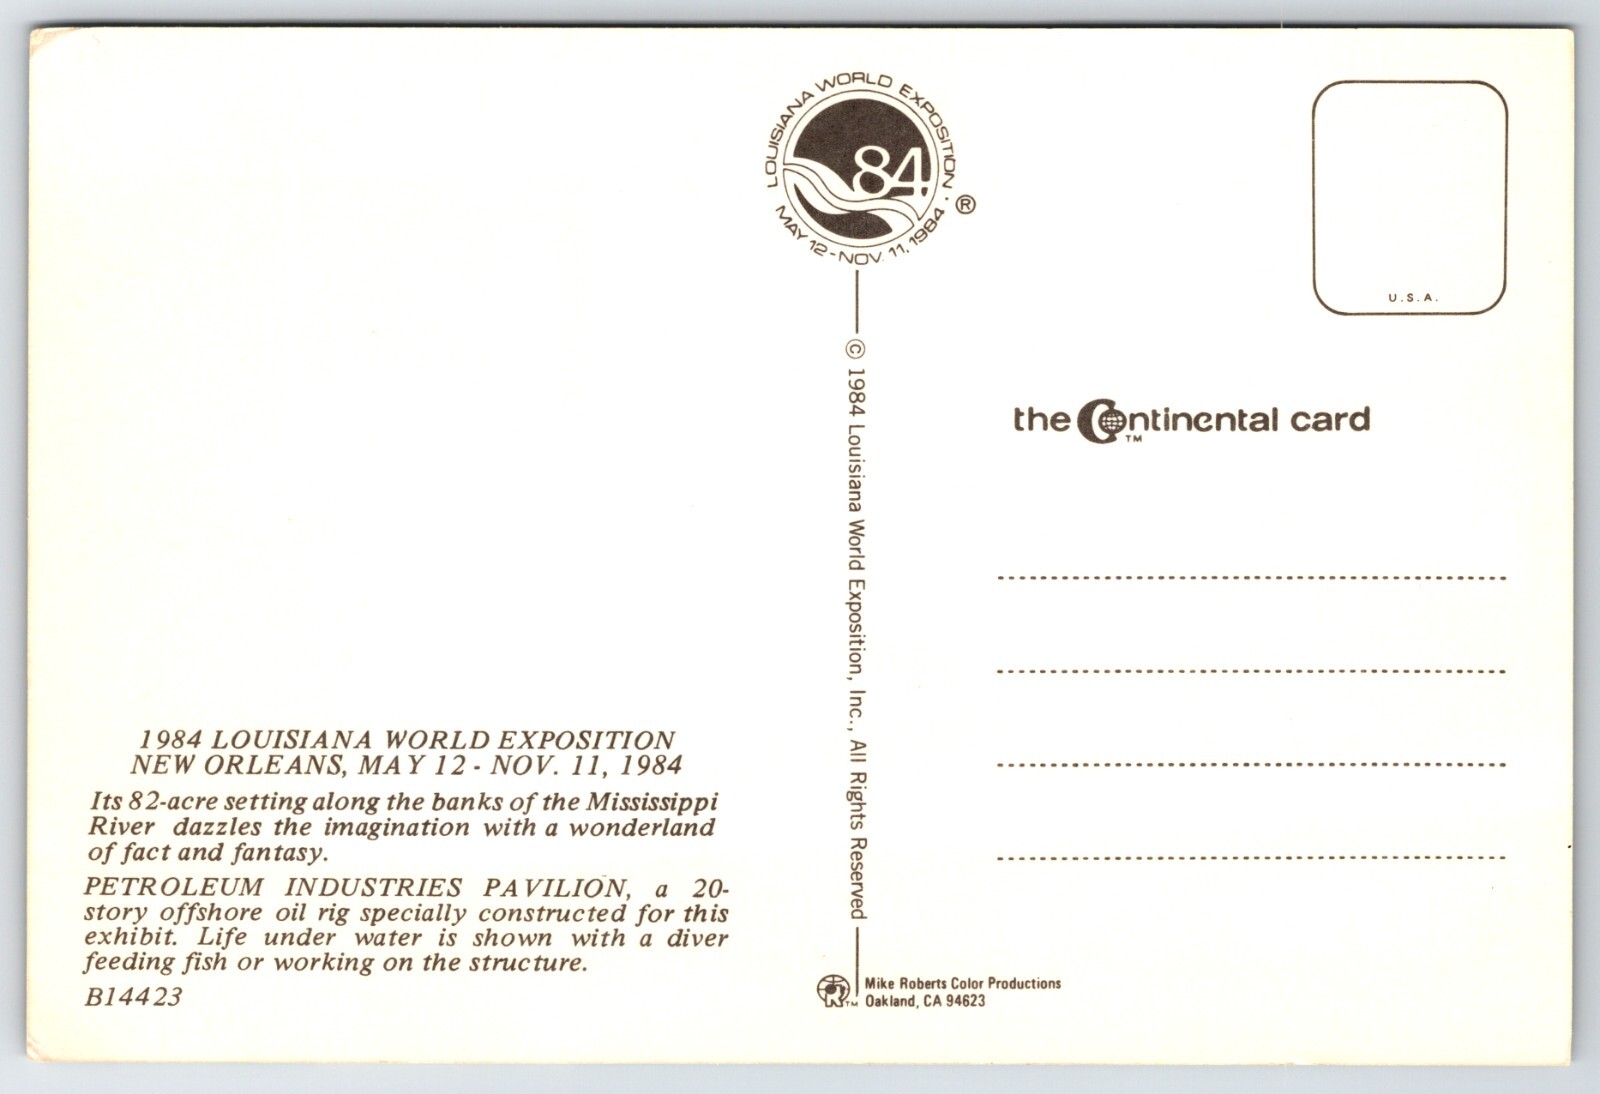 1984 LOUISIANA WORLD EXPOSITION
NEW ORLEANS, MAY 12 - NOV. 11, 1984
Its 82-acre setting along the banks of the Mississippi
River dazzles the imagination with a wonderland
of fact and fantasy.
PETROLEUM INDUSTRIES PAVILION, a 20-
story offshore oil rig specially constructed for this
exhibit. Life under water is shown with a diver
feeding fish or working on the structure.
B14423
LOUISIANA WORLD EXPOSITION ·
MAY 12 - NOV. 11, 1984
84
®
© 1984 Louisiana World Exposition, Inc., All Rights Reserved
TM
Mike Roberts Color Productions
Oakland, CA 94623
U.S.A.
the Continental card
TM